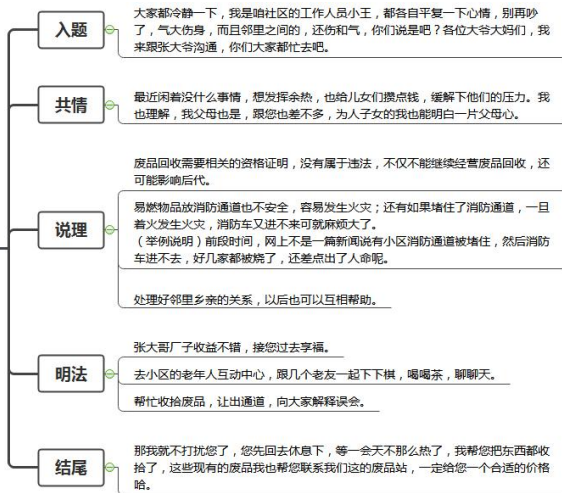 入题
大家都冷静一下，我是咱社区的工作人员小王，都各自平复一下心情，别再吵
了，气大伤身，而且邻里之间的，还伤和气，你们说是吧？各位大爷大妈们，我
来跟张大爷沟通，你们大家都忙去吧。
共情
最近闲着没什么事情，想发挥余热，也给儿女们攒点钱，缓解下他们的压力。我
也理解，我父母也是，跟您也差不多，为人子女的我也能明白一片父母心。
说理
废品回收需要相关的资格证明，没有属于违法，不仅不能继续经营废品回收，还
可能影响后代。
易燃物品放消防通道也不安全，容易发生火灾；还有如果堵住了消防通道，一旦
着火发生火灾，消防车又进不来可就麻烦大了。
（举例说明）前段时间，网上不是一篇新闻说有小区消防通道被堵住，然后消防
车进不去，好几家都被烧了，还差点出了人命呢。
处理好邻里乡亲的关系，以后也可以互相帮助。
明法
张大哥厂子收益不错，接您过去享福。
去小区的老年人互动中心，跟几个老友一起下下棋，喝喝茶，聊聊天。
帮忙收拾废品，让出通道，向大家解释误会。
结尾
那我就不打扰您了，您先回去休息下，等一会天不那么热了，我帮您把东西都收
拾了，这些现有的废品我也帮您联系我们这的废品站，一定给您一个合适的价格
哈。